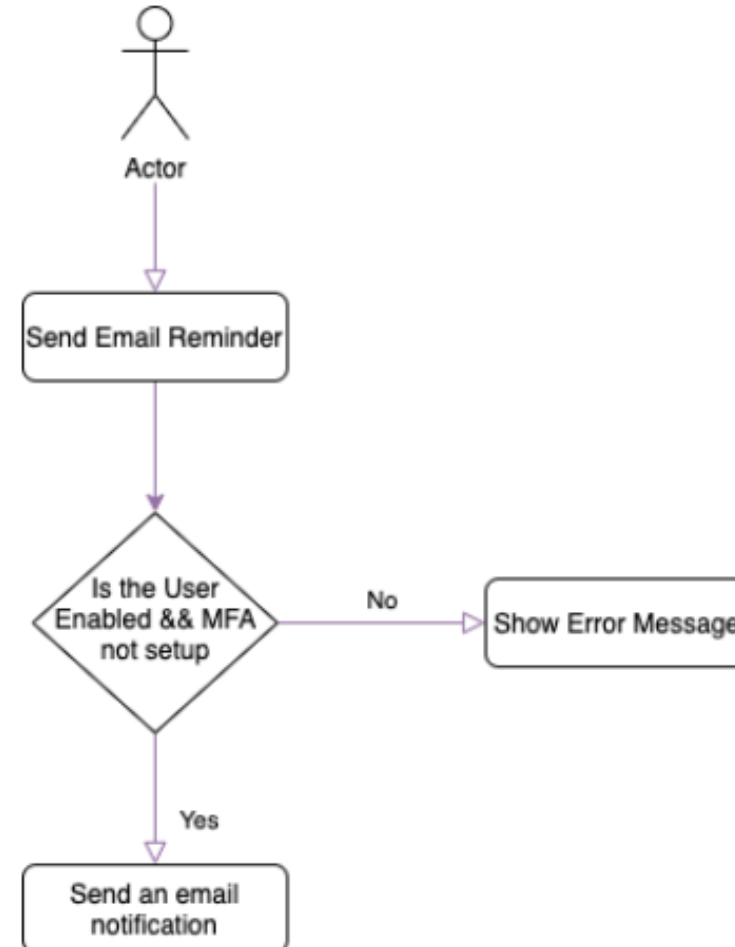 Actor
Send Email Reminder
Is the User
Enabled && MFA
not setup
No
Show Error Message
Yes
Send an email
notification